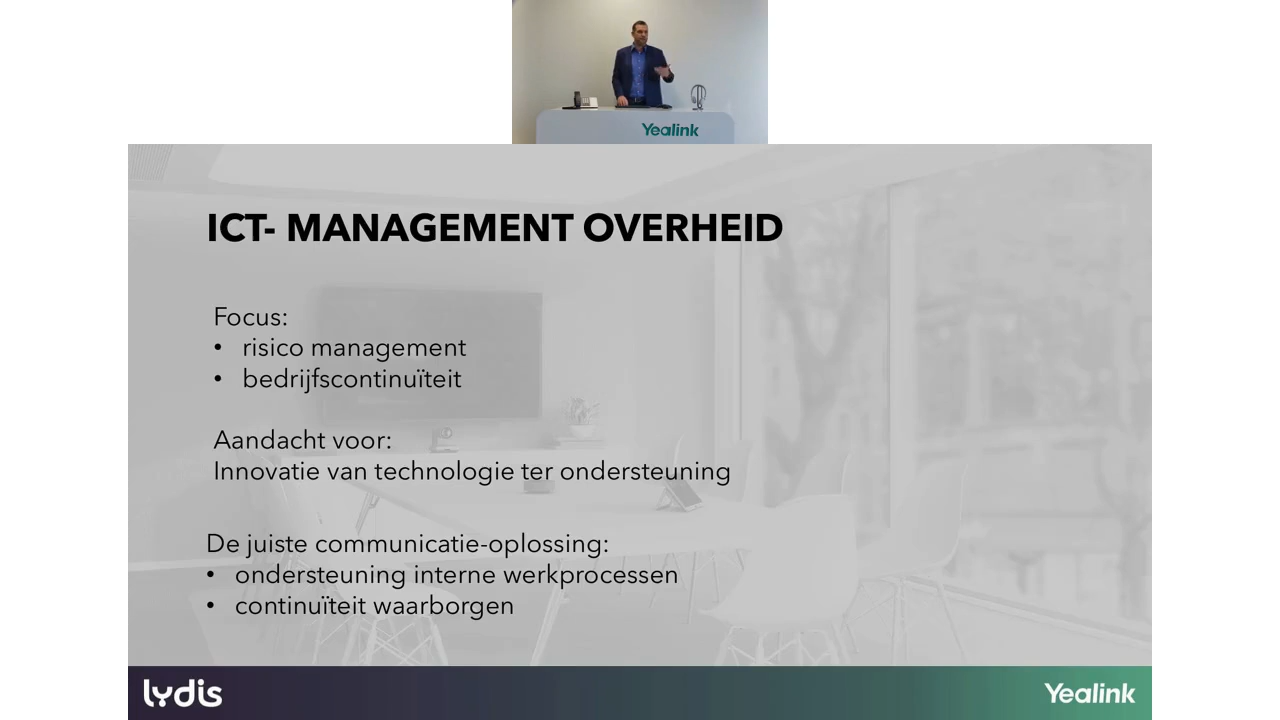 Yealink
ICT- MANAGEMENT OVERHEID
Focus:
• risico management
• bedrijfscontinuïteit
Aandacht voor:
Innovatie van technologie ter ondersteuning
De juiste communicatie-oplossing:
• ondersteuning interne werkprocessen
• continuïteit waarborgen
lydis
Yealink